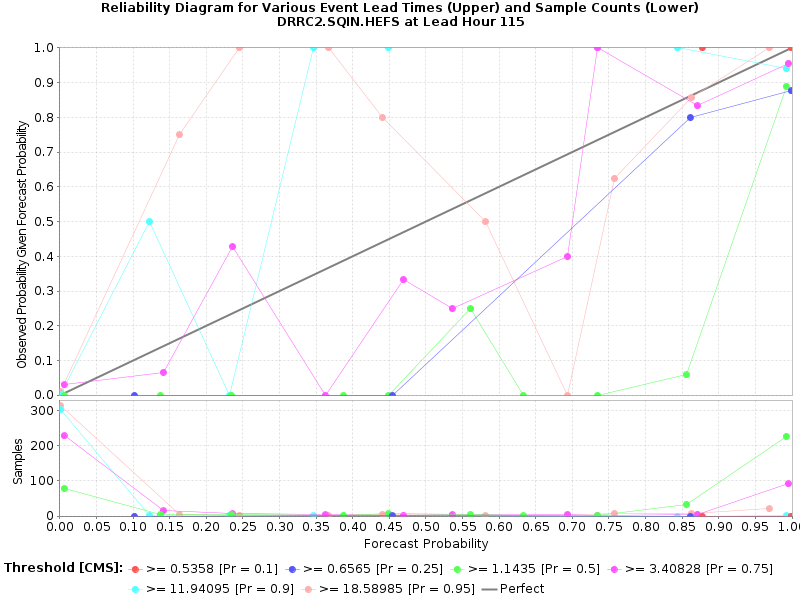 Reliability Diagram for Various Event Lead Times (Upper) and Sample Counts (Lower)
DRRC2.SQIN.HEFS at Lead Hour 115
Observed Probability Given Forecast Probability
1.0
0.9
0.8
0.7
0.6
0.5
0.4
0.3
0.2
0.1
0.0
Samples
300
200
100
0
0.00 0.05 0.10 0.15 0.20 0.25 0.30 0.35 0.40 0.45 0.50 0.55 0.60 0.65 0.70 0.75 0.80 0.85 0.90 0.95 1.00
Forecast Probability
Threshold [CMS]: >= 0.5358 [Pr = 0.1] >= 0.6565 [Pr = 0.25] >= 1.1435 [Pr = 0.5] >= 3.40828 [Pr = 0.75]
>= 11.94095 [Pr = 0.9] >= 18.58985 [Pr = 0.95] Perfect